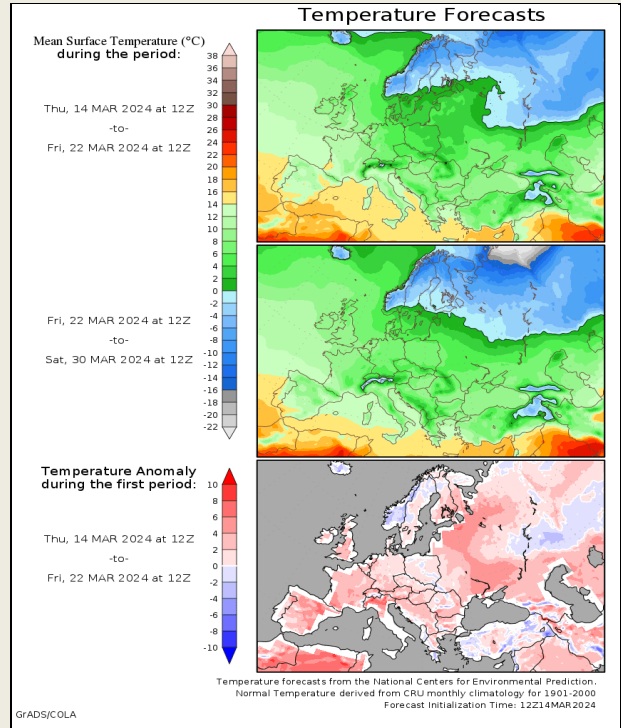 Temperature Forecasts
Mean Surface Temperature (°C)
during the period:
38
36
34
32
30
28
26
24
22
20
18
16
14
12
10
8
6
4
2
0
-2
-4
-6
-8
-10
-12
-14
-16
-18
-20
-22
Thu, 14 MAR 2024 at 12Z
-to-
Fri, 22 MAR 2024 at 12Z
Fri, 22 MAR 2024 at 12Z
-to-
Sat, 30 MAR 2024 at 12Z
Temperature Anomaly
during the first period:
10
8
6
4
2
0
-2
-4
-6
-8
-10
Thu, 14 MAR 2024 at 12Z
-to-
Fri, 22 MAR 2024 at 12Z
Temperature forecasts from the National Centers for Environmental Prediction.
Normal Temperature derived from CRU monthly climatology for 1901-2000
Forecast Initialization Time: 12Z14MAR2024
GrADS/COLA